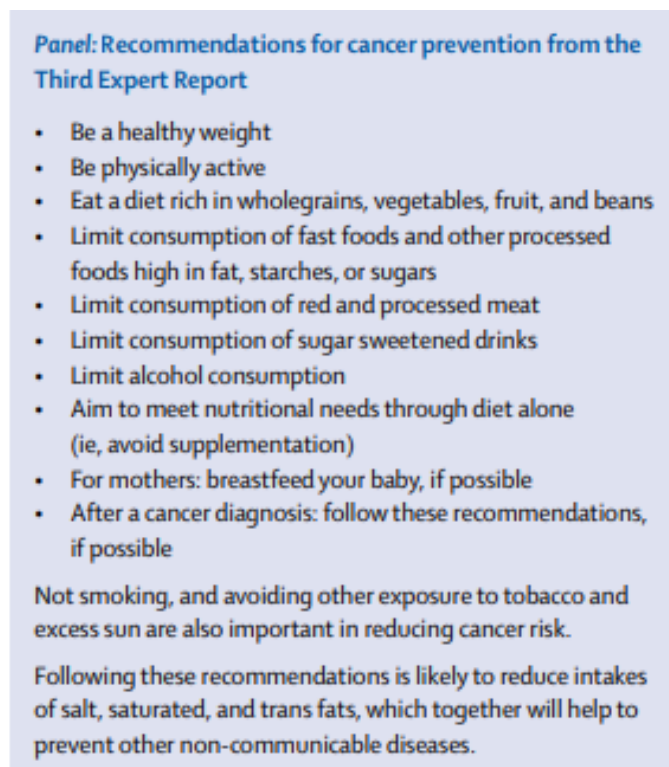 Panel: Recommendations for cancer prevention from the
Third Expert Report
• Be a healthy weight
• Be physically active
• Eat a diet rich in wholegrains, vegetables, fruit, and beans
• Limit consumption of fast foods and other processed
foods high in fat, starches, or sugars
• Limit consumption of red and processed meat
• Limit consumption of sugar sweetened drinks
• Limit alcohol consumption
• Aim to meet nutritional needs through diet alone
(ie, avoid supplementation)
• For mothers: breastfeed your baby, if possible
• After a cancer diagnosis: follow these recommendations,
if possible
Not smoking, and avoiding other exposure to tobacco and
excess sun are also important in reducing cancer risk.
Following these recommendations is likely to reduce intakes
of salt, saturated, and trans fats, which together will help to
prevent other non-communicable diseases.